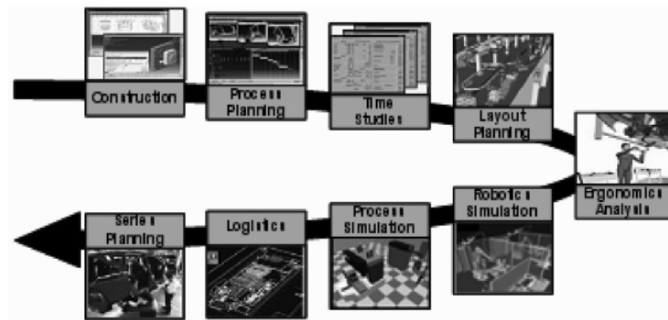 Construction
Process
Planning
Time
Studies
Layout
Planning
Ergonomics
Analysis
Robotics
Simulation
Process
Simulation
Logistics
Series
Planning